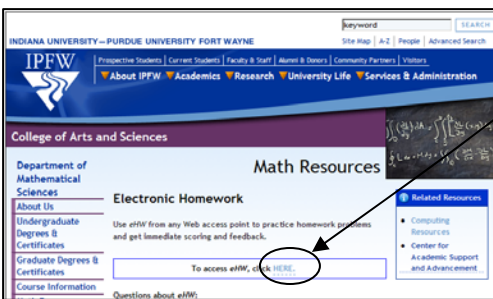 keyword SEARCH
INDIANA UNIVERSITY—PURDUE UNIVERSITY FORT WAYNE Site Map | A-Z | People | Advanced Search
IPFW
Prospective Students | Current Students | Faculty & Staff | Alumni & Donors | Community Partners | Visitors
About IPFW Academics Research University Life Services & Administration
College of Arts and Sciences
Department of
Mathematical
Sciences
About Us
Undergraduate
Degrees &
Certificates
Graduate Degrees &
Certificates
Course Information
Math Resources
Electronic Homework
Use eHW from any Web access point to practice homework problems
and get immediate scoring and feedback.
To access eHW, click HERE.
Questions about eHW:
Related Resources
Computing
Resources
Center for
Academic Support
and Advancement